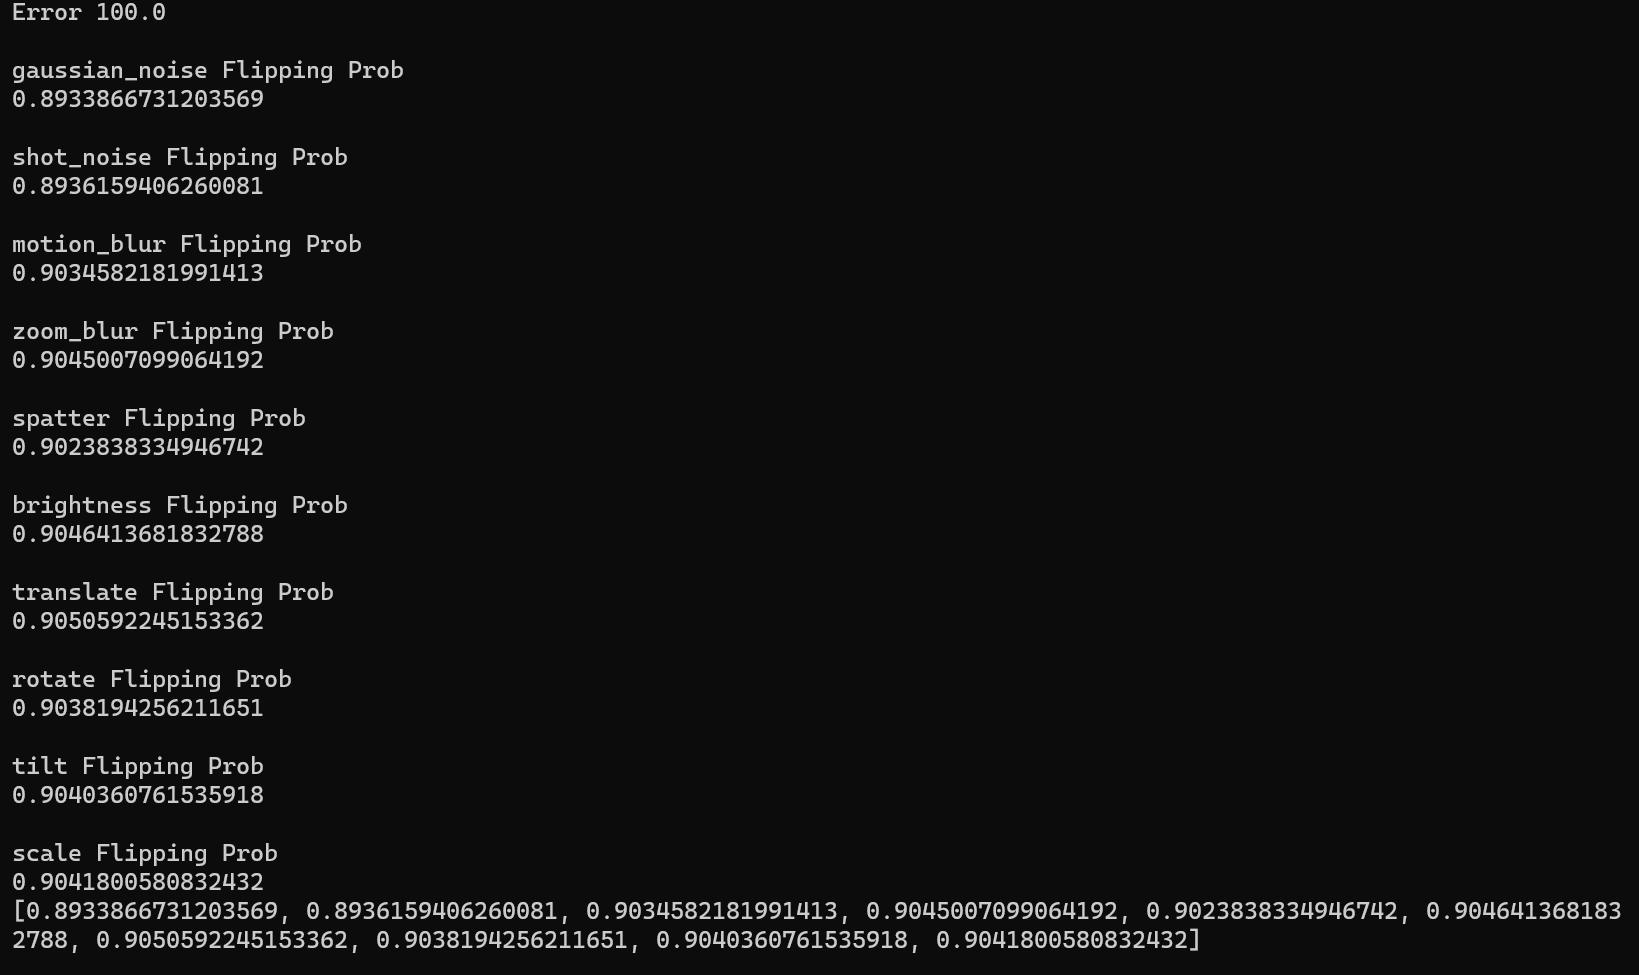 Error 100.0
gaussian_noise Flipping Prob
0.8933866731203569
shot_noise Flipping Prob
0.8936159406260081
motion_blur Flipping Prob
0.9034582181991413
zoom_blur Flipping Prob
0.9045007099064192
spatter Flipping Prob
0.9023838334946742
brightness Flipping Prob
0.9046413681832788
translate Flipping Prob
0.9050592245153362
rotate Flipping Prob
0.9038194256211651
tilt Flipping Prob
0.9040360761535918
scale Flipping Prob
0.9041800580832432
[0.8933866731203569, 0.8936159406260081, 0.9034582181991413, 0.9045007099064192, 0.9023838334946742, 0.904641368183
2788, 0.9050592245153362, 0.9038194256211651, 0.9040360761535918, 0.9041800580832432]